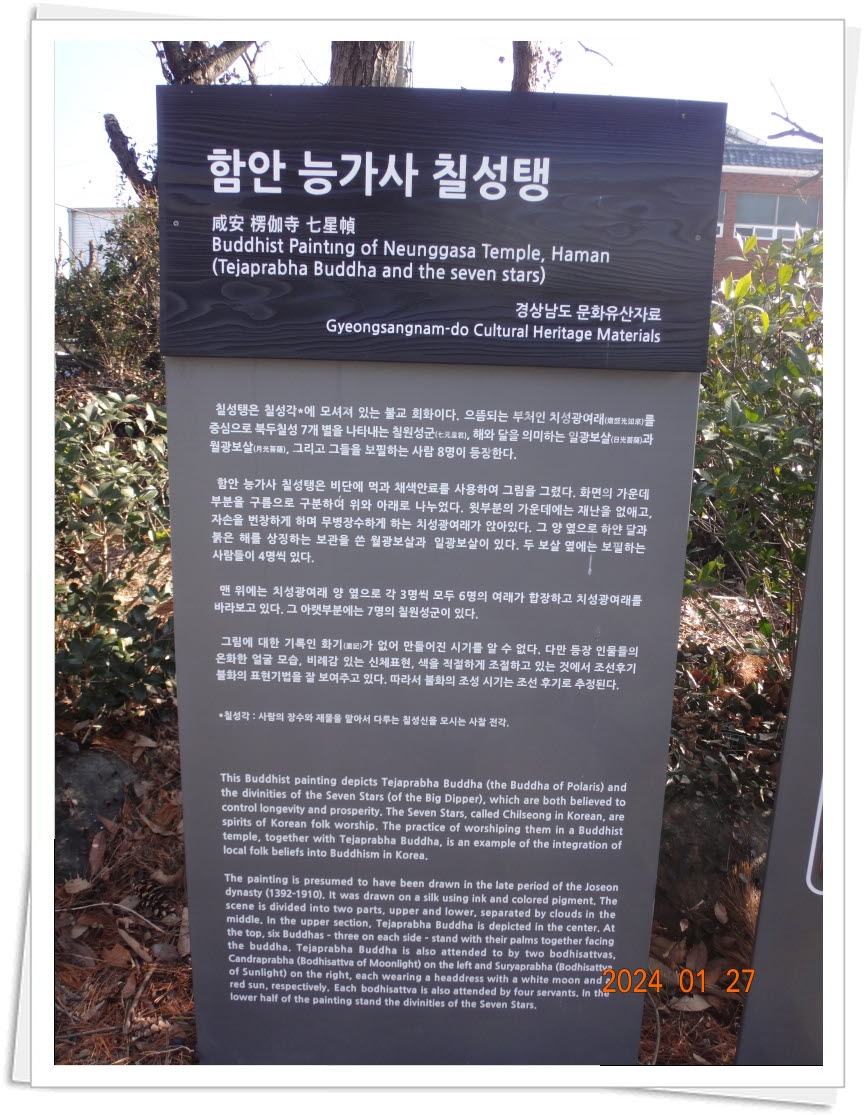 함안 능가사 칠성탱
咸安 楞伽寺 七星幀
Buddhist Painting of Neunggasa Temple, Haman
(Tejaprabha Buddha and the seven stars)
경상남도 문화유산자료
Gyeongsangnam-do Cultural Heritage Materials
칠성탱은 칠성각*에 모셔져 있는 불교 회화이다. 으뜸되는 부처인 치성광여래(熾盛光如來)를
중심으로 북두칠성 7개 별을 나타내는 칠원성군(七元星君), 해와 달을 의미하는 일광보살(日光菩薩)과
월광보살(月光菩薩), 그리고 그들을 보필하는 사람 8명이 등장한다.
함안 능가사 칠성탱은 비단에 먹과 채색안료를 사용하여 그림을 그렸다. 화면의 가운데
부분을 구름으로 구분하여 위와 아래로 나누었다. 윗부분의 가운데에는 재난을 없애고,
자손을 번창하게 하며 무병장수하게 하는 치성광여래가 앉아있다. 그 양 옆으로 하얀 달과
붉은 해를 상징하는 보관을 쓴 월광보살과 일광보살이 있다. 두 보살 옆에는 보필하는
사람들이 4명씩 있다.
맨 위에는 치성광여래 양 옆으로 각 3명씩 모두 6명의 여래가 합장하고 치성광여래를
바라보고 있다. 그 아랫부분에는 7명의 칠원성군이 있다.
그림에 대한 기록인 화기(畵記)가 없어 만들어진 시기를 알 수 없다. 다만 등장 인물들의
온화한 얼굴 모습, 비례감 있는 신체표현, 색을 적절하게 조절하고 있는 것에서 조선후기
불화의 표현기법을 잘 보여주고 있다. 따라서 불화의 조성 시기는 조선 후기로 추정된다.
*칠성각 : 사람의 장수와 재물을 맡아서 다루는 칠성신을 모시는 사찰 전각.
This Buddhist painting depicts Tejaprabha Buddha (the Buddha of Polaris) and
the divinities of the Seven Stars (of the Big Dipper), which are both believed to
control longevity and prosperity. The Seven Stars, called Chilseong in Korean, are
spirits of Korean folk worship. The practice of worshiping them in a Buddhist
temple, together with Tejaprabha Buddha, is an example of the integration of
local folk beliefs into Buddhism in Korea.
The painting is presumed to have been drawn in the late period of the Joseon
dynasty (1392-1910). It was drawn on a silk using ink and colored pigment. The
scene is divided into two parts, upper and lower, separated by clouds in the
middle. In the upper section, Tejaprabha Buddha is depicted in the center. At
the top, six Buddhas - three on each side - stand with their palms together facing
the buddha. Tejaprabha Buddha is also attended to by two bodhisattvas,
Candraprabha (Bodhisattva of Moonlight) on the left and Suryaprabha (Bodhisattva
of Sunlight) on the right, each wearing a headdress with a white moon and a
red sun, respectively. Each bodhisattva is also attended by four servants. In the
lower half of the painting stand the divinities of the Seven Stars.
2024 01 27